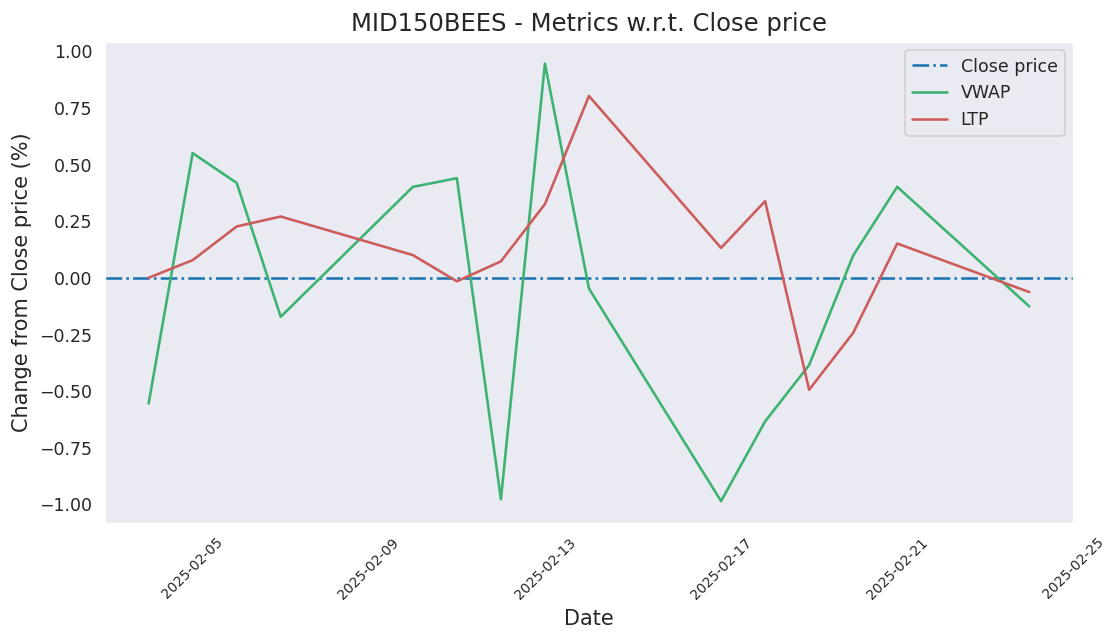 MID150BEES - Metrics w.r.t. Close price
Close price
VWAP
LTP
Change from Close price (%)
1.00
0.75
0.50
0.25
0.00
−0.25
−0.50
−0.75
−1.00
2025-02-05
2025-02-09
2025-02-13
2025-02-17
2025-02-21
2025-02-25
Date